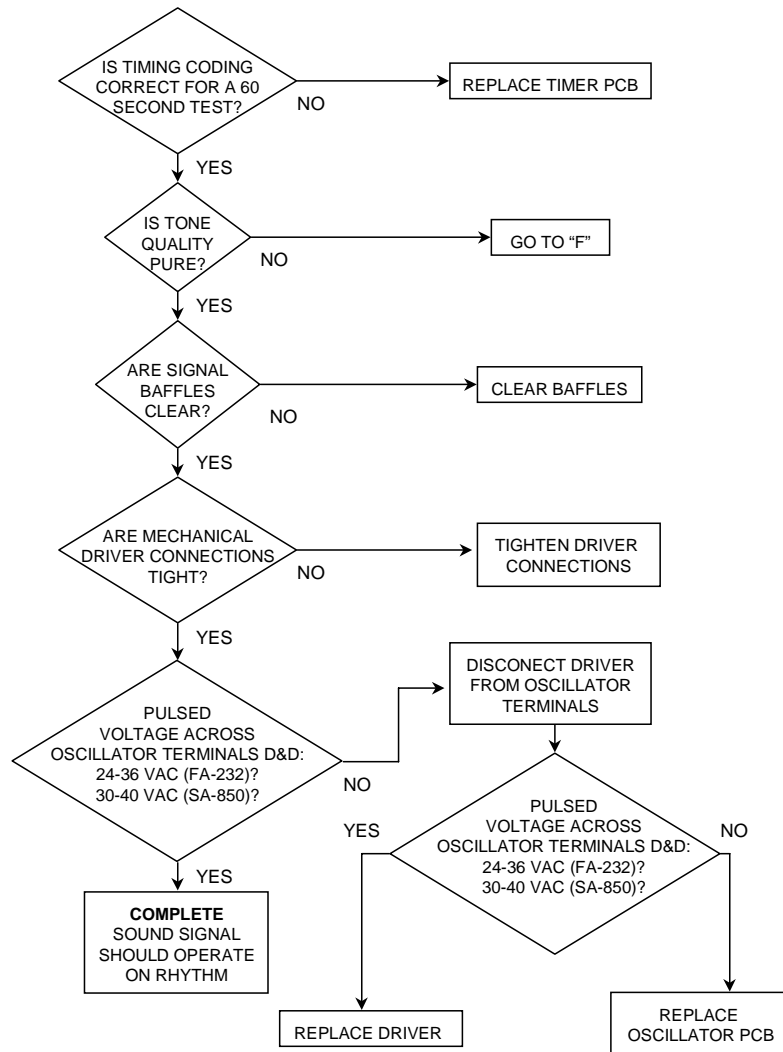 IS TIMING CODING
CORRECT FOR A 60
SECOND TEST?
NO
REPLACE TIMER PCB
YES
IS TONE
QUALITY
PURE?
NO
GO TO “F”
YES
ARE SIGNAL
BAFFLES
CLEAR?
NO
CLEAR BAFFLES
YES
ARE MECHANICAL
DRIVER CONNECTIONS
TIGHT?
NO
TIGHTEN DRIVER
CONNECTIONS
YES
PULSED
VOLTAGE ACROSS
OSCILLATOR TERMINALS D&D:
24-36 VAC (FA-232)?
30-40 VAC (SA-850)?
NO
DISCONECT DRIVER
FROM OSCILLATOR
TERMINALS
YES
COMPLETE
SOUND SIGNAL
SHOULD OPERATE
ON RHYTHM
PULSED
VOLTAGE ACROSS
OSCILLATOR TERMINALS D&D:
24-36 VAC (FA-232)?
30-40 VAC (SA-850)?
YES
NO
REPLACE DRIVER
REPLACE
OSCILLATOR PCB